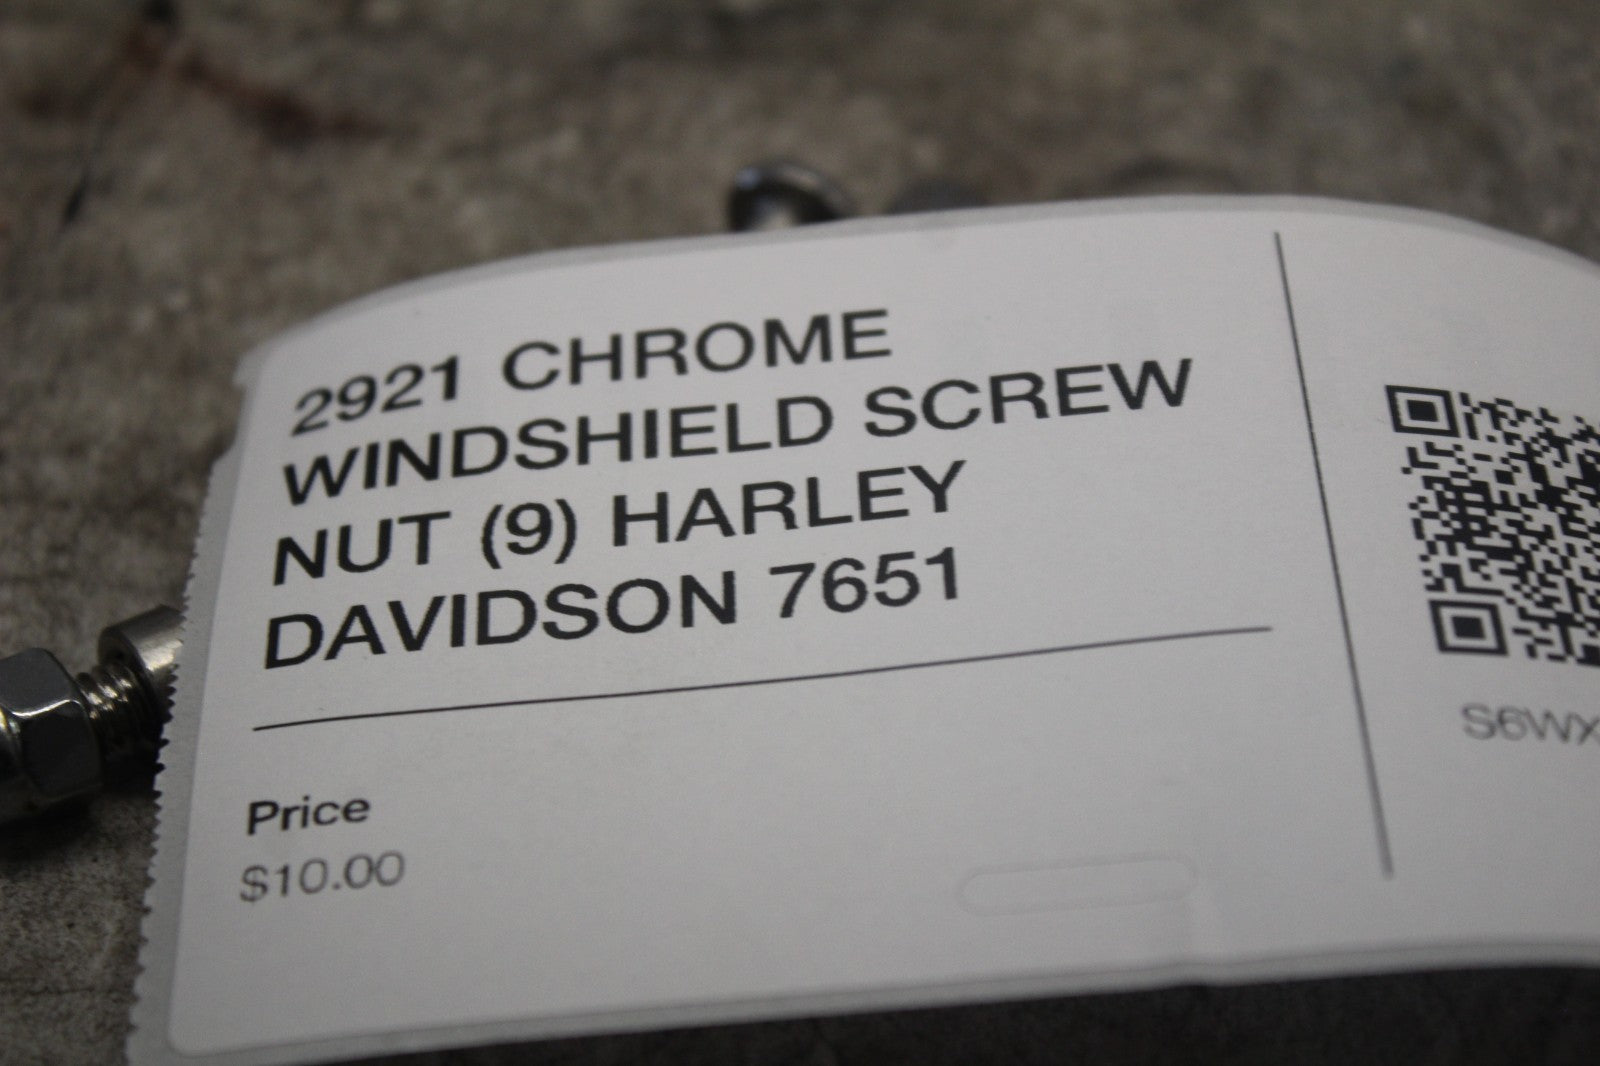 2921 CHROME
WINDSHIELD SCREW
NUT (9) HARLEY
DAVIDSON 7651
Price
$10.00